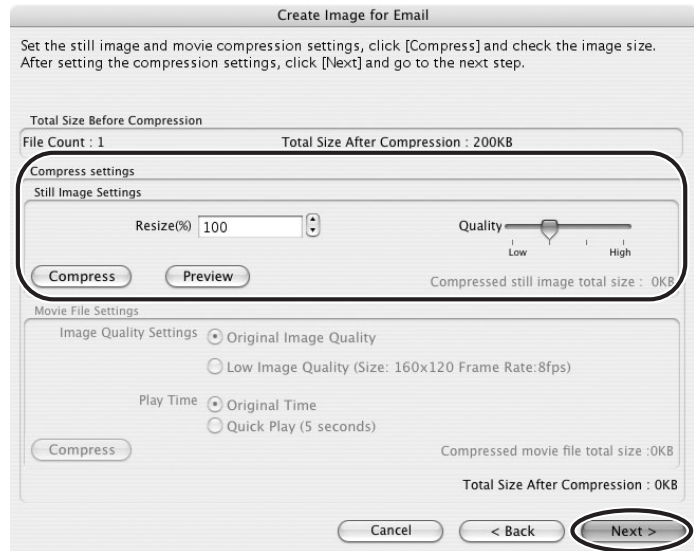 Create Image for Email
Set the still image and movie compression settings, click [Compress] and check the image size.
After setting the compression settings, click [Next] and go to the next step.
Total Size Before Compression
File Count : 1 Total Size After Compression : 200KB
Compress settings
Still Image Settings
Resize(%) 100 Quality
Low High
Compress Preview Compressed still image total size : 0KB
Movie File Settings
Image Quality Settings Original Image Quality
Low Image Quality (Size: 160x120 Frame Rate:8fps)
Play Time Original Time
Quick Play (5 seconds)
Compress Compressed movie file total size :0KB
Total Size After Compression : 0KB
Cancel < Back Next >